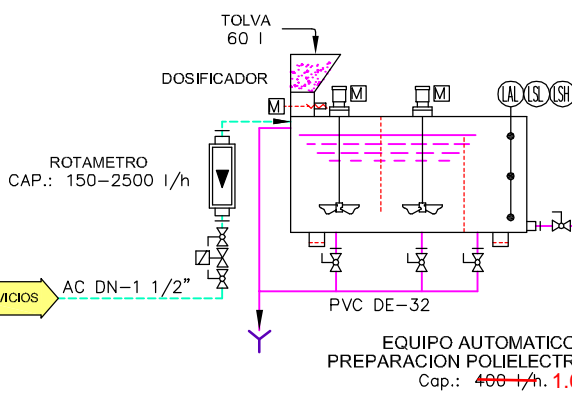 TOLVA
60 l
DOSIFICADOR
M
M
M
LAL LSL LSH
ROTAMETRO
CAP.: 150-2500 l/h
VICIOS
AC DN-1 1/2"
PVC DE-32
EQUIPO AUTOMATICO
PREPARACION POLIELECTR
Cap.: 400 l/h. 1.